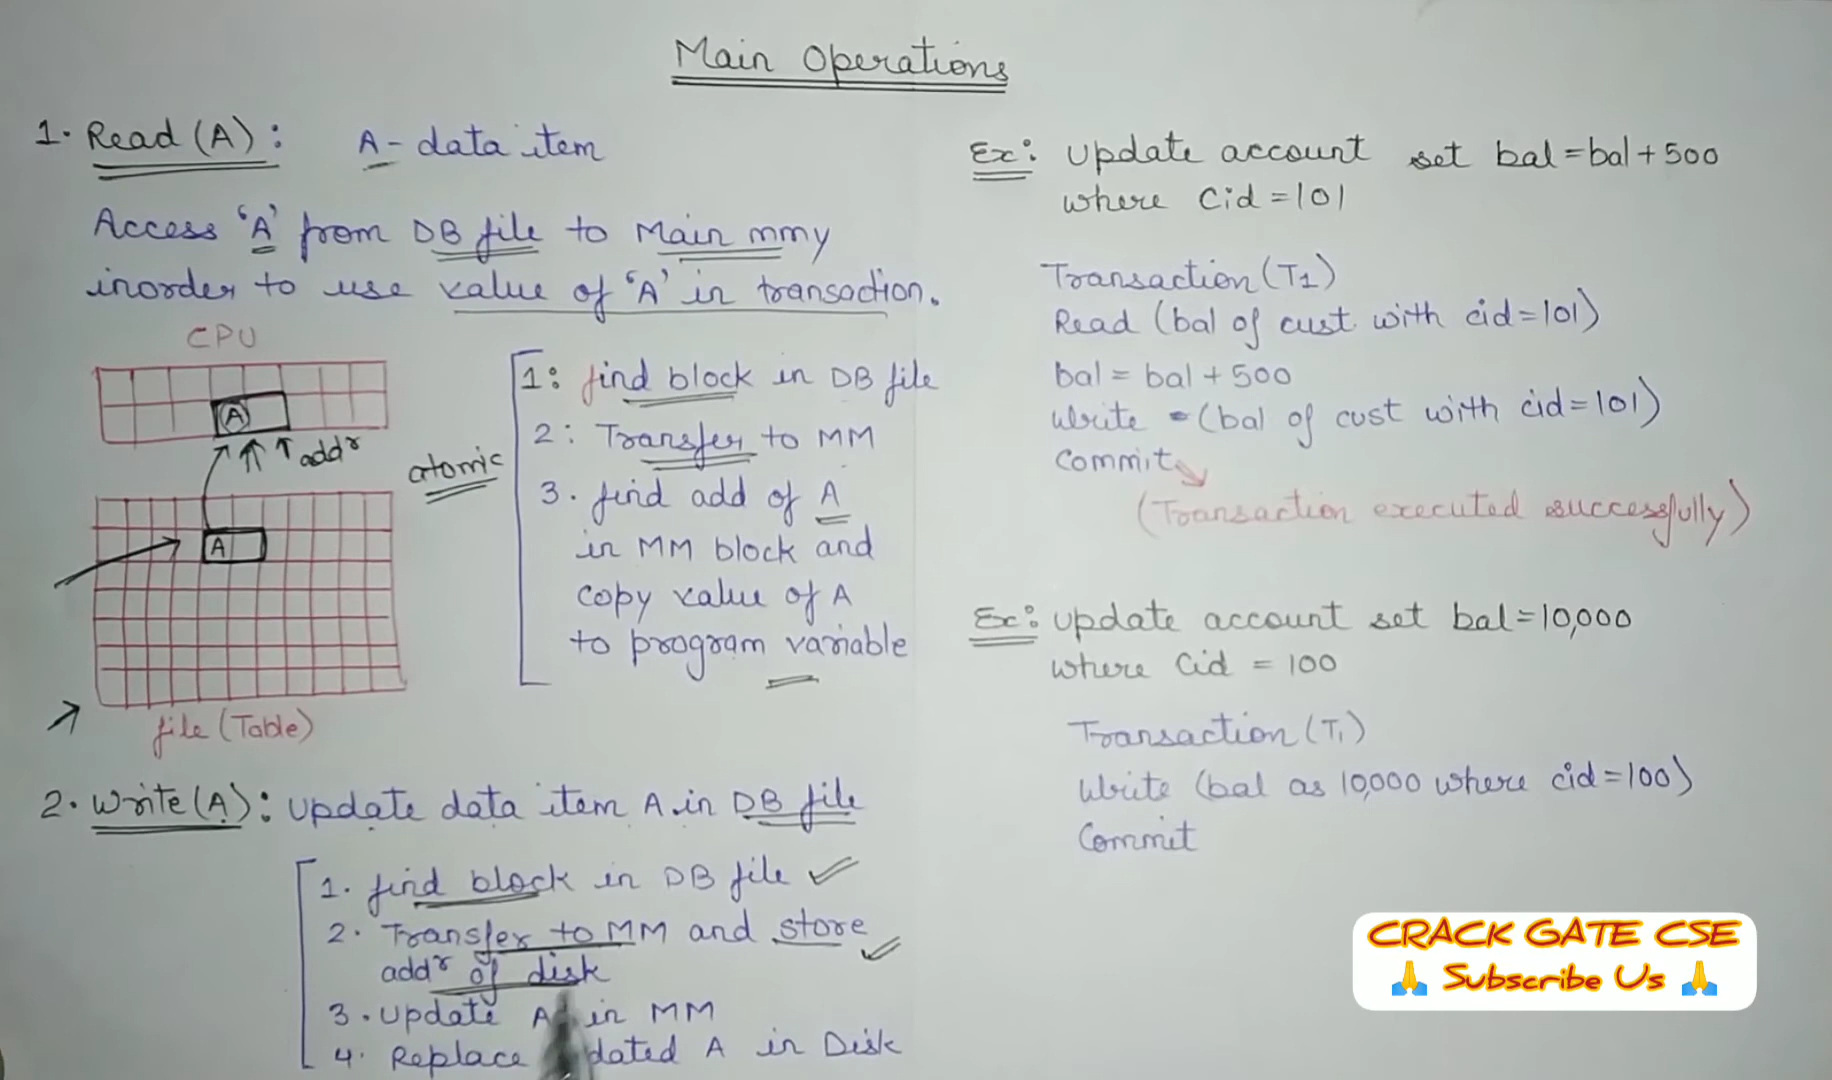 Main Operations
1. Read (A): A - data item
Access 'A' from DB file to Main mmy
inorder to use value of 'A' in transaction.
CPU
A
addr
A
file (Table)
atomic
1: find block in DB file
2: Transfer to MM
3. find add of A
in MM block and
copy value of A
to program variable
2. Write (A): Update data item A in DB file
1. find block in DB file
2. Transfer to MM and store
addr of disk
3. Update A in MM
4. Replace dated A in Disk
Ex: Update account set bal=bal+500
where Cid = 101
Transaction (T1)
Read (bal of cust with cid=101)
bal = bal + 500
Write - (bal of cust with cid=101)
Commit
(Transaction executed successfully)
Ex: Update account set bal=10,000
where Cid = 100
Transaction (T1)
Write (bal as 10,000 where cid=100)
Commit
CRACK GATE CSE
🙏 Subscribe Us 🙏